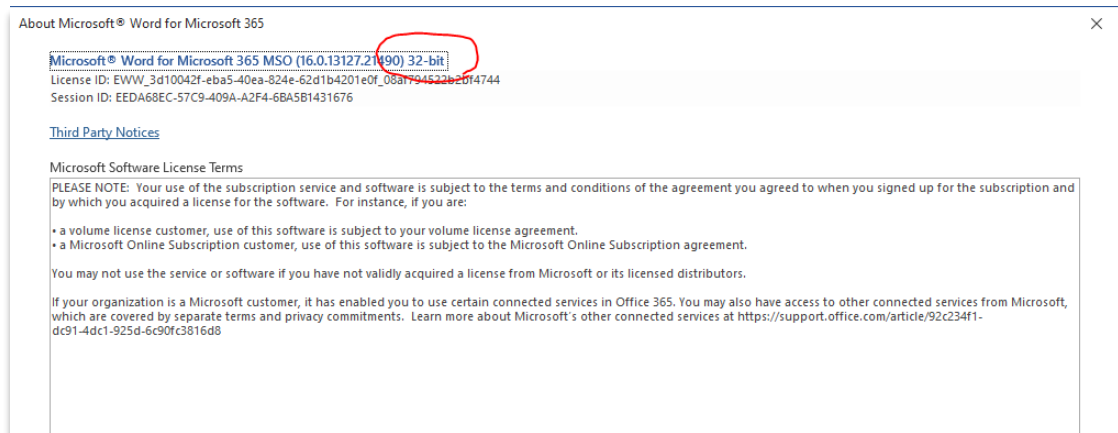 About Microsoft® Word for Microsoft 365
Microsoft® Word for Microsoft 365 MSO (16.0.13127.21490) 32-bit
License ID: EWW_3d10042f-eba5-40ea-824e-62d1b4201e0f_08af794522b2bf4744
Session ID: EEDA68EC-57C9-409A-A2F4-6BA5B1431676
Third Party Notices
Microsoft Software License Terms
PLEASE NOTE: Your use of the subscription service and software is subject to the terms and conditions of the agreement you agreed to when you signed up for the subscription and
by which you acquired a license for the software. For instance, if you are:
• a volume license customer, use of this software is subject to your volume license agreement.
• a Microsoft Online Subscription customer, use of this software is subject to the Microsoft Online Subscription agreement.
You may not use the service or software if you have not validly acquired a license from Microsoft or its licensed distributors.
If your organization is a Microsoft customer, it has enabled you to use certain connected services in Office 365. You may also have access to other connected services from Microsoft,
which are covered by separate terms and privacy commitments. Learn more about Microsoft's other connected services at https://support.office.com/article/92c234f1-
dc91-4dc1-925d-6c90fc3816d8